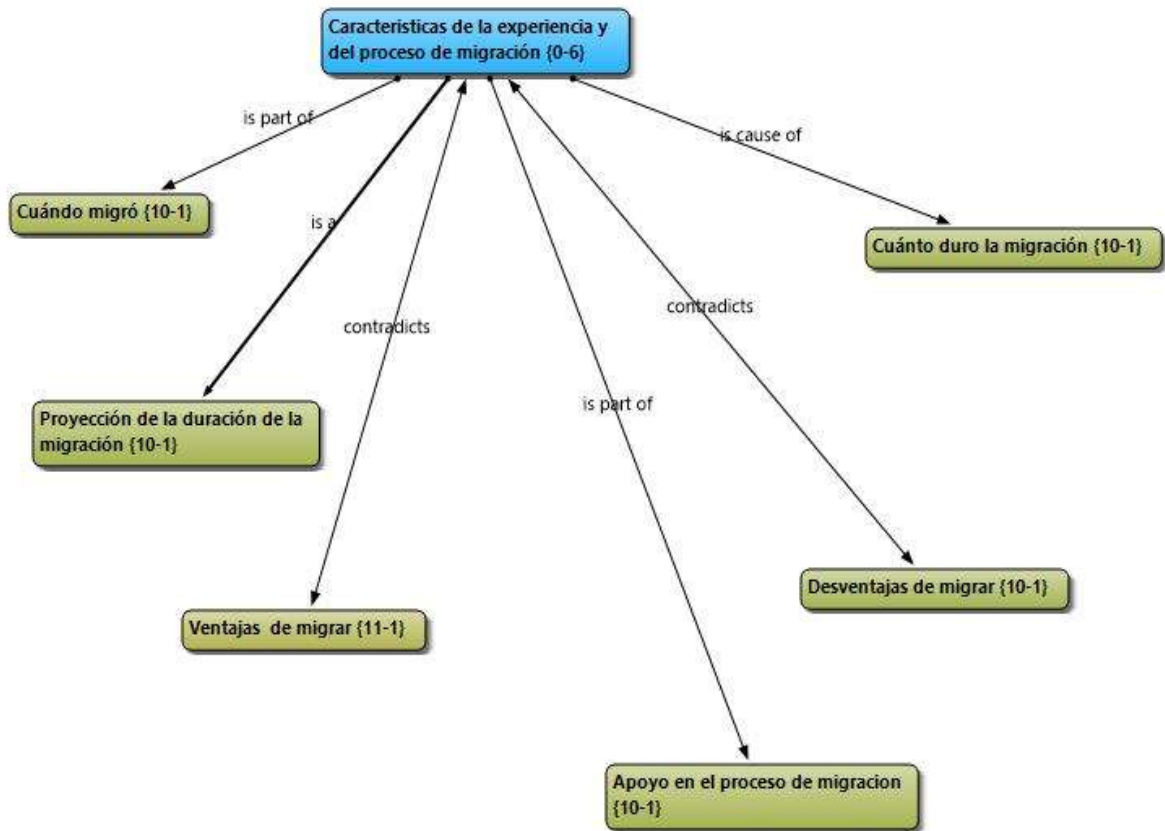 Caracteristicas de la experiencia y
del proceso de migración {0-6}
is part of
is cause of
Cuándo migró {10-1}
is a
Cuánto duro la migración {10-1}
contradicts
contradicts
Proyección de la duración de la
migración {10-1}
is part of
Desventajas de migrar {10-1}
Ventajas  de migrar {11-1}
Apoyo en el proceso de migracion
{10-1}